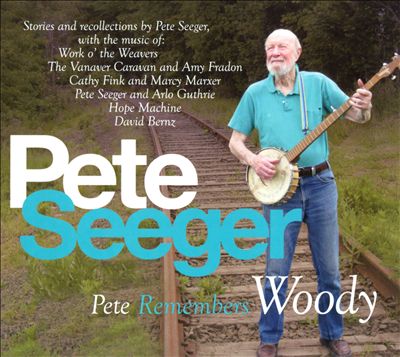 Stories and recollections by Pete Seeger,
with the music of:
Work o' the Weavers
The Vanaver Caravan and Amy Fradon
Cathy Fink and Marcy Marxer
Pete Seeger and Arlo Guthrie
Hope Machine
David Bernz
Pete
Seeger
Pete Remembers Woody